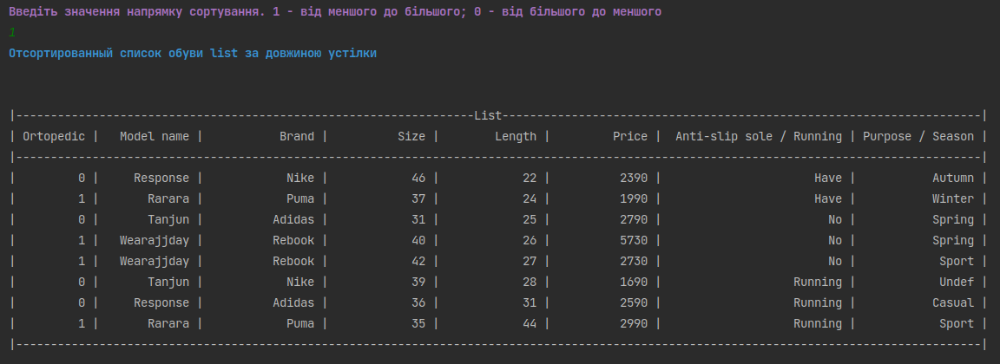 Введіть значення напрямку сортування. 1 - від меншого до більшого; 0 - від більшого до меншого
1
Отсортированный список обуви list за довжиною устілки
|------------------------------------------------------------------List---------------------------------------------------------------------|
| Ortopedic |   Model name |           Brand |           Size |         Length |          Price |  Anti-slip sole / Running | Purpose / Season |
|-------------------------------------------------------------------------------------------------------------------------------------------|
|         0 |     Response |            Nike |             46 |             22 |           2390 |                      Have |           Autumn |
|         1 |       Rarara |            Puma |             37 |             24 |           1990 |                      Have |           Winter |
|         0 |       Tanjun |          Adidas |             31 |             25 |           2790 |                        No |           Spring |
|         1 |   Wearajjday |          Rebook |             40 |             26 |           5730 |                        No |           Spring |
|         1 |   Wearajjday |          Rebook |             42 |             27 |           2730 |                        No |            Sport |
|         0 |       Tanjun |            Nike |             39 |             28 |           1690 |                   Running |            Undef |
|         0 |     Response |          Adidas |             36 |             31 |           2590 |                   Running |           Casual |
|         1 |       Rarara |            Puma |             35 |             44 |           2990 |                   Running |            Sport |
|-------------------------------------------------------------------------------------------------------------------------------------------|